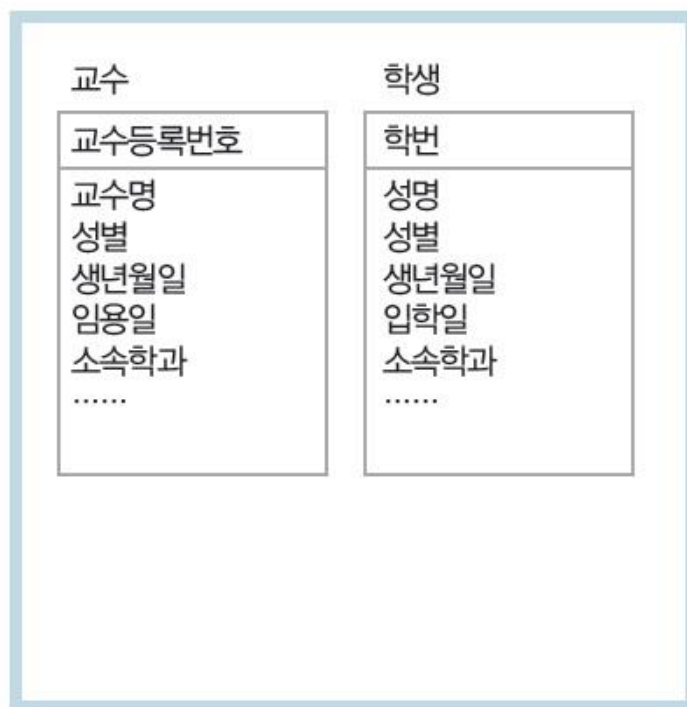 교수
교수등록번호
교수명
성별
생년월일
임용일
소속학과
……
학생
학번
성명
성별
생년월일
입학일
소속학과
……